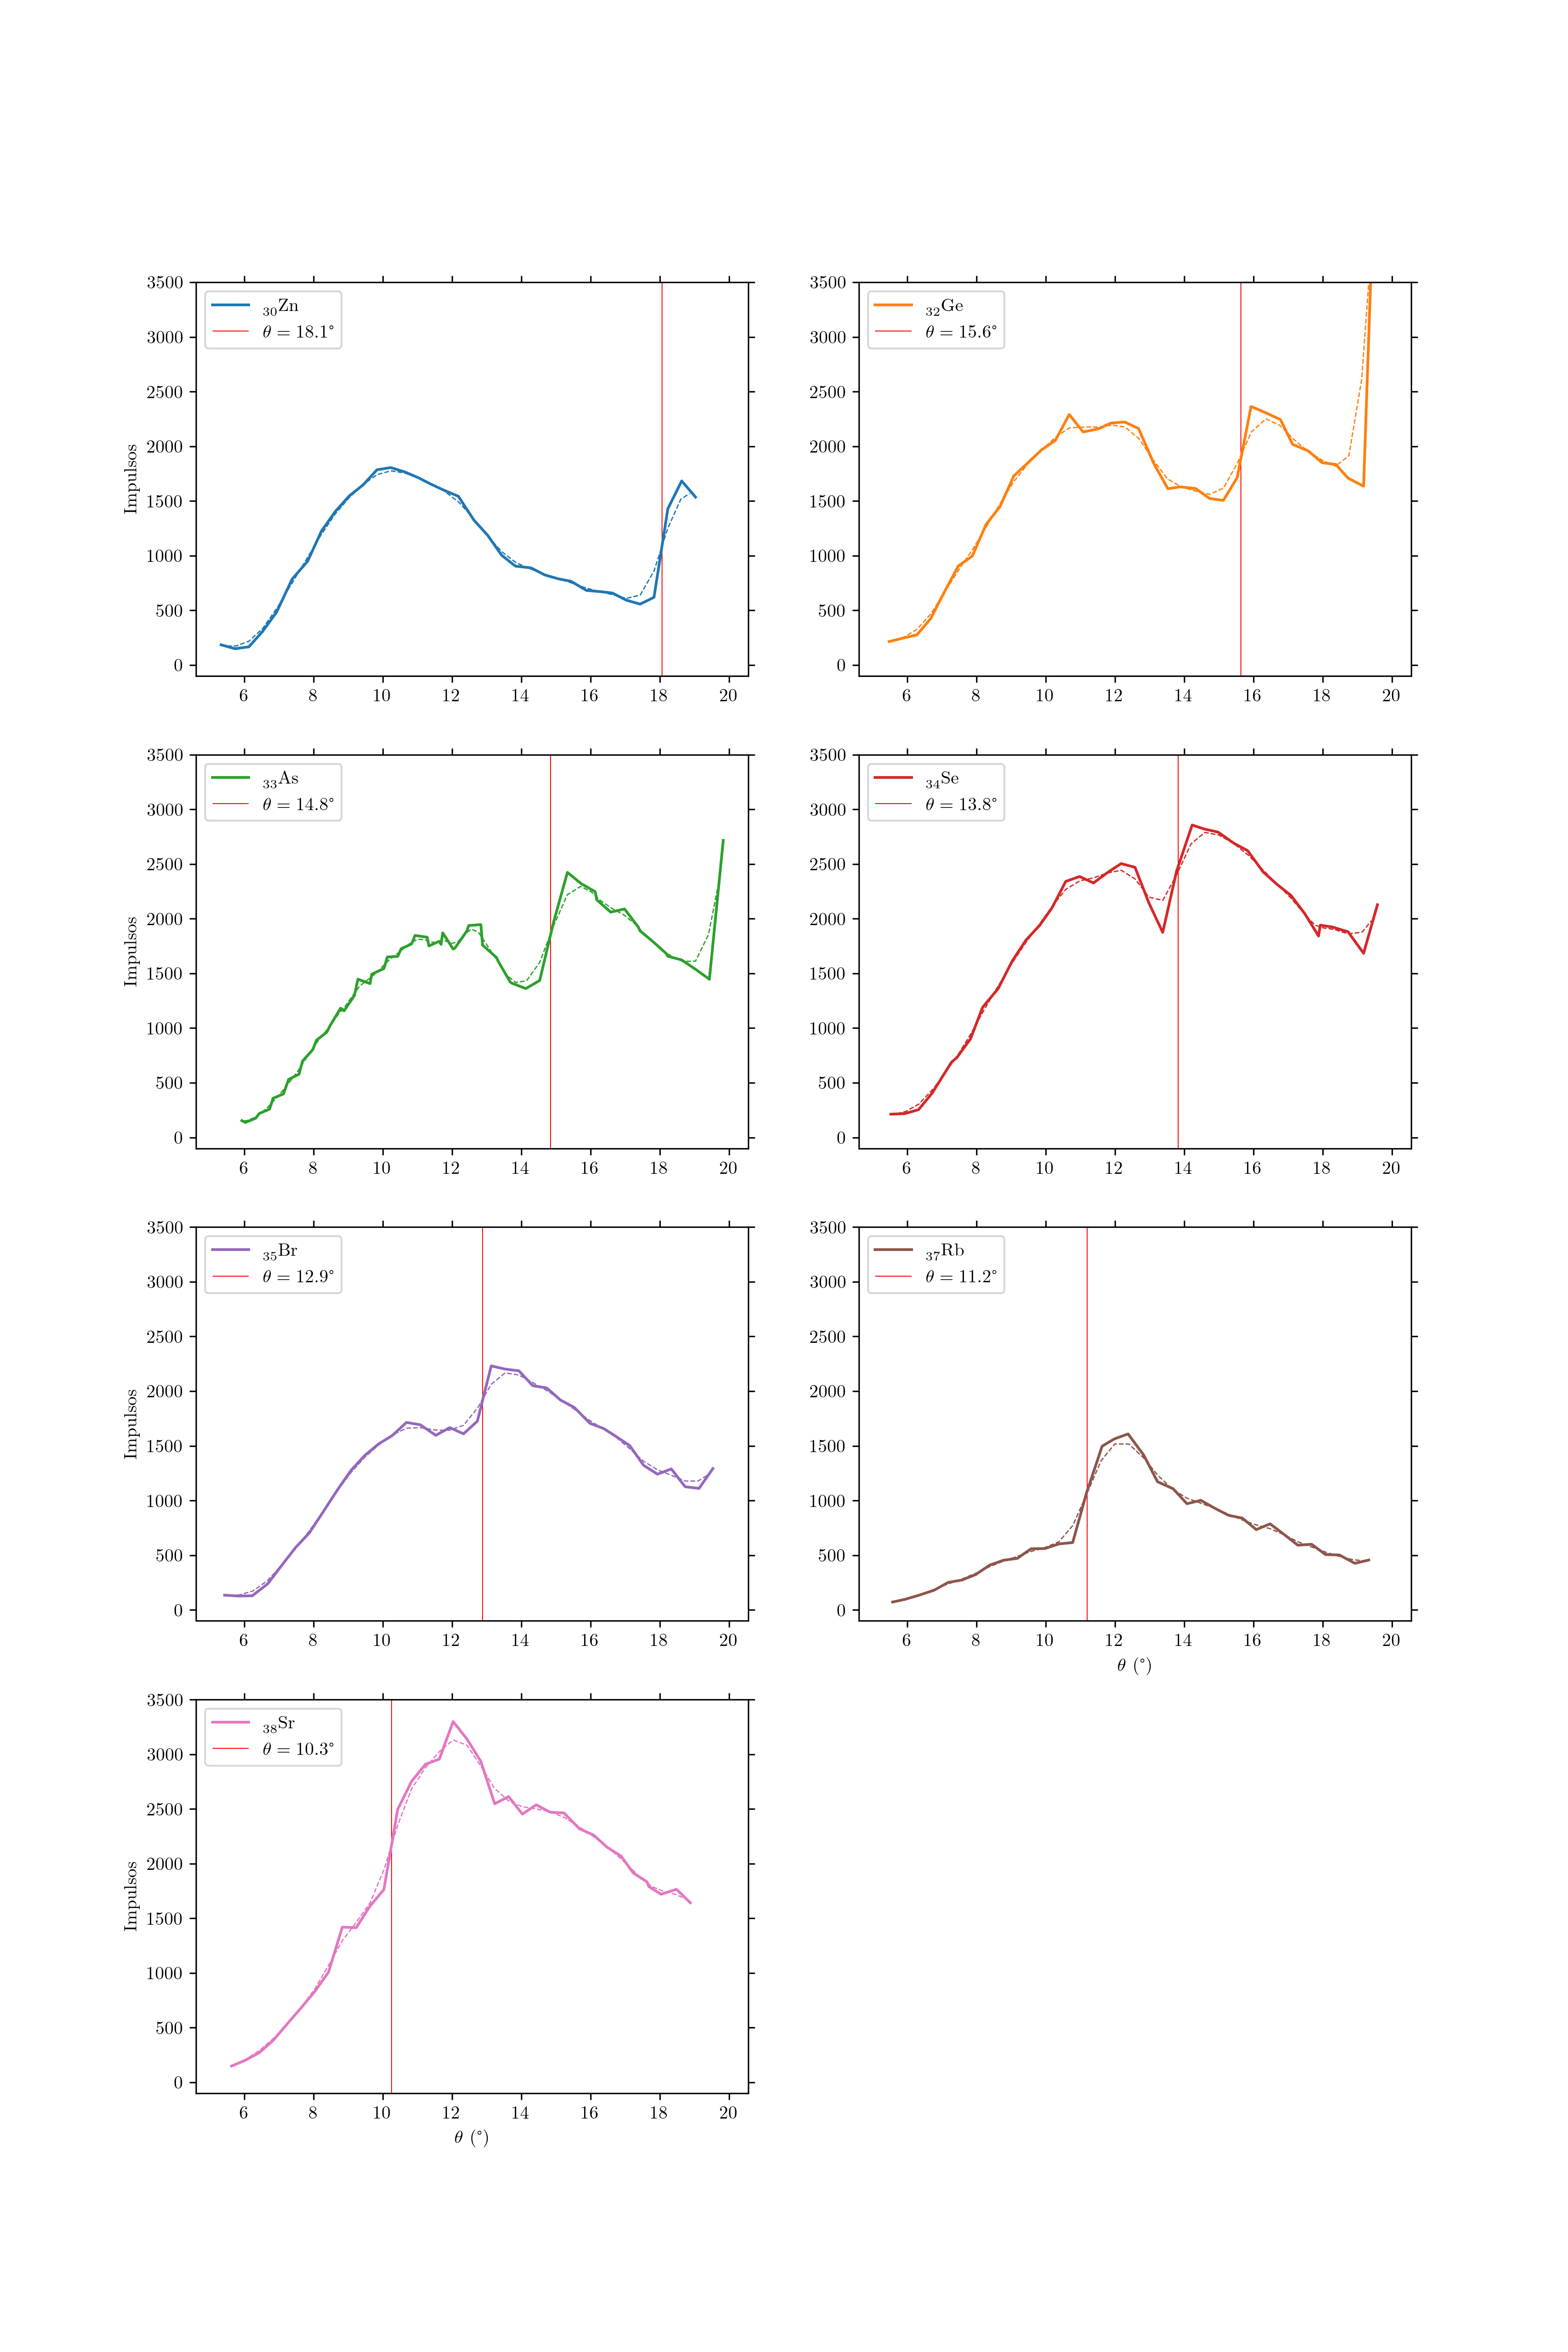 3500
3000
2500
2000
1500
1000
500
0
Impulsos
₃₀Zn
θ = 18.1°
6 8 10 12 14 16 18 20
3500
3000
2500
2000
1500
1000
500
0
₃₂Ge
θ = 15.6°
6 8 10 12 14 16 18 20
3500
3000
2500
2000
1500
1000
500
0
Impulsos
₃₃As
θ = 14.8°
6 8 10 12 14 16 18 20
3500
3000
2500
2000
1500
1000
500
0
₃₄Se
θ = 13.8°
6 8 10 12 14 16 18 20
3500
3000
2500
2000
1500
1000
500
0
Impulsos
₃₅Br
θ = 12.9°
6 8 10 12 14 16 18 20
3500
3000
2500
2000
1500
1000
500
0
₃₇Rb
θ = 11.2°
6 8 10 12 14 16 18 20
θ (°)
3500
3000
2500
2000
1500
1000
500
0
Impulsos
₃₈Sr
θ = 10.3°
6 8 10 12 14 16 18 20
θ (°)